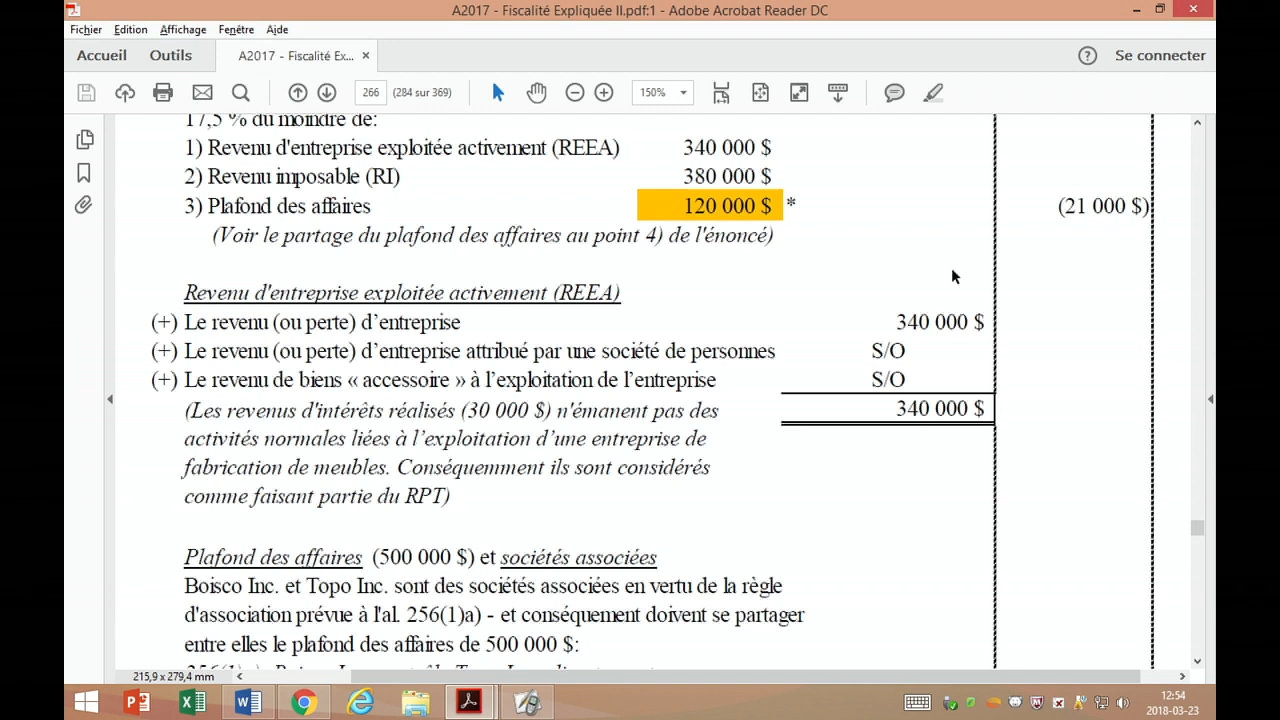 A2017 - Fiscalité Expliquée II.pdf:1 - Adobe Acrobat Reader DC
Fichier Edition Affichage Fenêtre Aide
Accueil Outils A2017 - Fiscalité Ex... × Se connecter
266 (284 sur 369) 150%
17,5 % du moindre de:
1) Revenu d'entreprise exploitée activement (REEA) 340 000 $
2) Revenu imposable (RI) 380 000 $
3) Plafond des affaires 120 000 $ * (21 000 $)
(Voir le partage du plafond des affaires au point 4) de l'énoncé)
Revenu d'entreprise exploitée activement (REEA)
(+) Le revenu (ou perte) d’entreprise 340 000 $
(+) Le revenu (ou perte) d’entreprise attribué par une société de personnes S/O
(+) Le revenu de biens « accessoire » à l’exploitation de l’entreprise S/O
(Les revenus d'intérêts réalisés (30 000 $) n'émanent pas des 340 000 $
activités normales liées à l’exploitation d’une entreprise de
fabrication de meubles. Conséquemment ils sont considérés
comme faisant partie du RPT)
Plafond des affaires (500 000 $) et sociétés associées
Boisco Inc. et Topo Inc. sont des sociétés associées en vertu de la règle
d'association prévue à l'al. 256(1)a) - et conséquement doivent se partager
entre elles le plafond des affaires de 500 000 $:
215,9 x 279,4 mm
12:54
2018-03-23